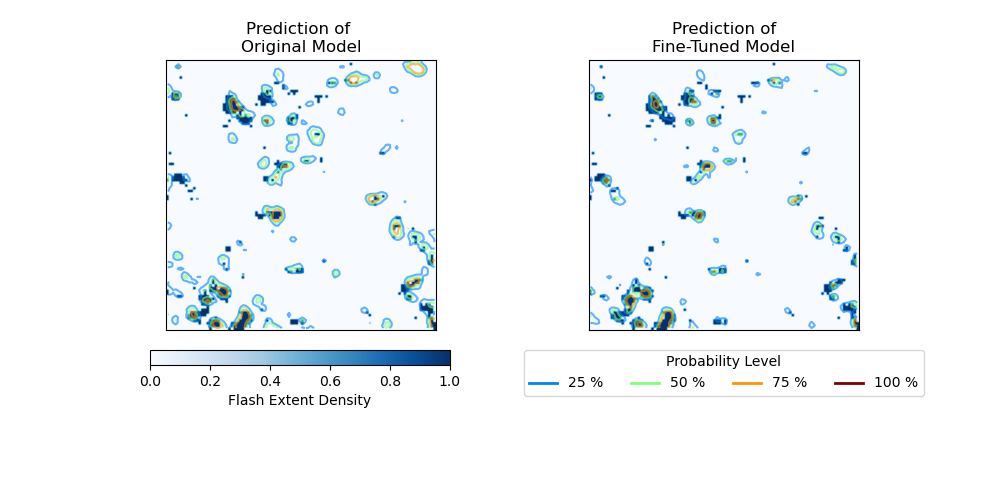 Prediction of
Original Model
Prediction of
Fine-Tuned Model
0.0 0.2 0.4 0.6 0.8 1.0
Flash Extent Density
Probability Level
25 % 50 % 75 % 100 %